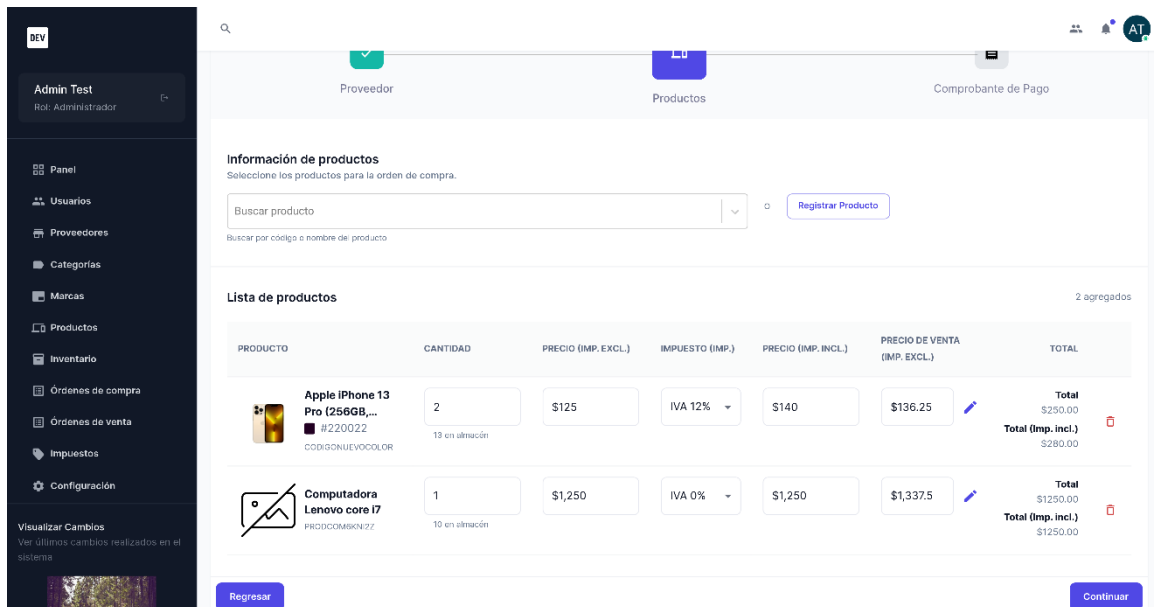 DEV
AT
Admin Test
Rol: Administrador
Panel
Usuarios
Proveedores
Categorías
Marcas
Productos
Inventario
Órdenes de compra
Órdenes de venta
Impuestos
Configuración
Visualizar Cambios
Ver últimos cambios realizados en el
sistema
Proveedor
Productos
Comprobante de Pago
Información de productos
Seleccione los productos para la orden de compra.
Buscar producto
o
Registrar Producto
Buscar por código o nombre del producto
Lista de productos
2 agregados
PRODUCTO
CANTIDAD
PRECIO (IMP. EXCL.)
IMPUESTO (IMP.)
PRECIO (IMP. INCL.)
PRECIO DE VENTA
(IMP. EXCL.)
TOTAL
Apple iPhone 13
Pro (256GB,...
#220022
CODIGONUEVOCOLOR
2
13 en almacén
$125
IVA 12%
$140
$136.25
Total
$250.00
Total (Imp. incl.)
$280.00
Computadora
Lenovo core i7
PRODCOM6KNI2Z
1
10 en almacén
$1,250
IVA 0%
$1,250
$1,337.5
Total
$1250.00
Total (Imp. incl.)
$1250.00
Regresar
Continuar